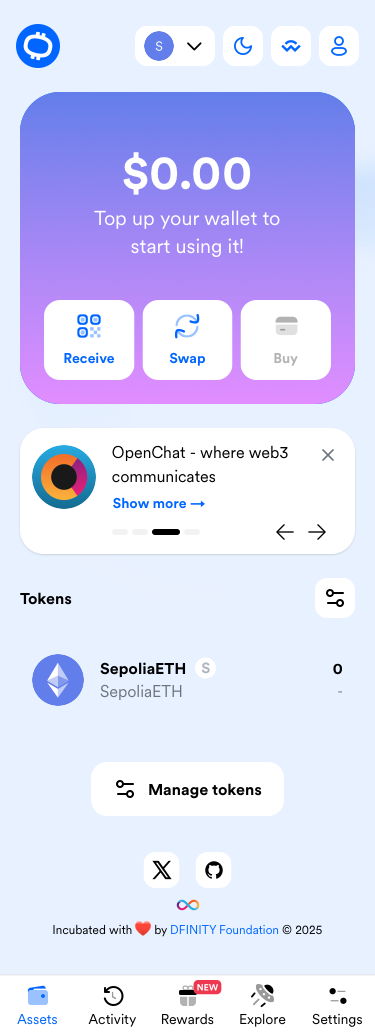 S
$0.00
Top up your wallet to
start using it!
Receive Swap Buy
OpenChat - where web3
communicates
Show more →
Tokens
SepoliaETH S 0
SepoliaETH -
Manage tokens
Incubated with ❤️ by DFINITY Foundation © 2025
NEW
Assets Activity Rewards Explore Settings